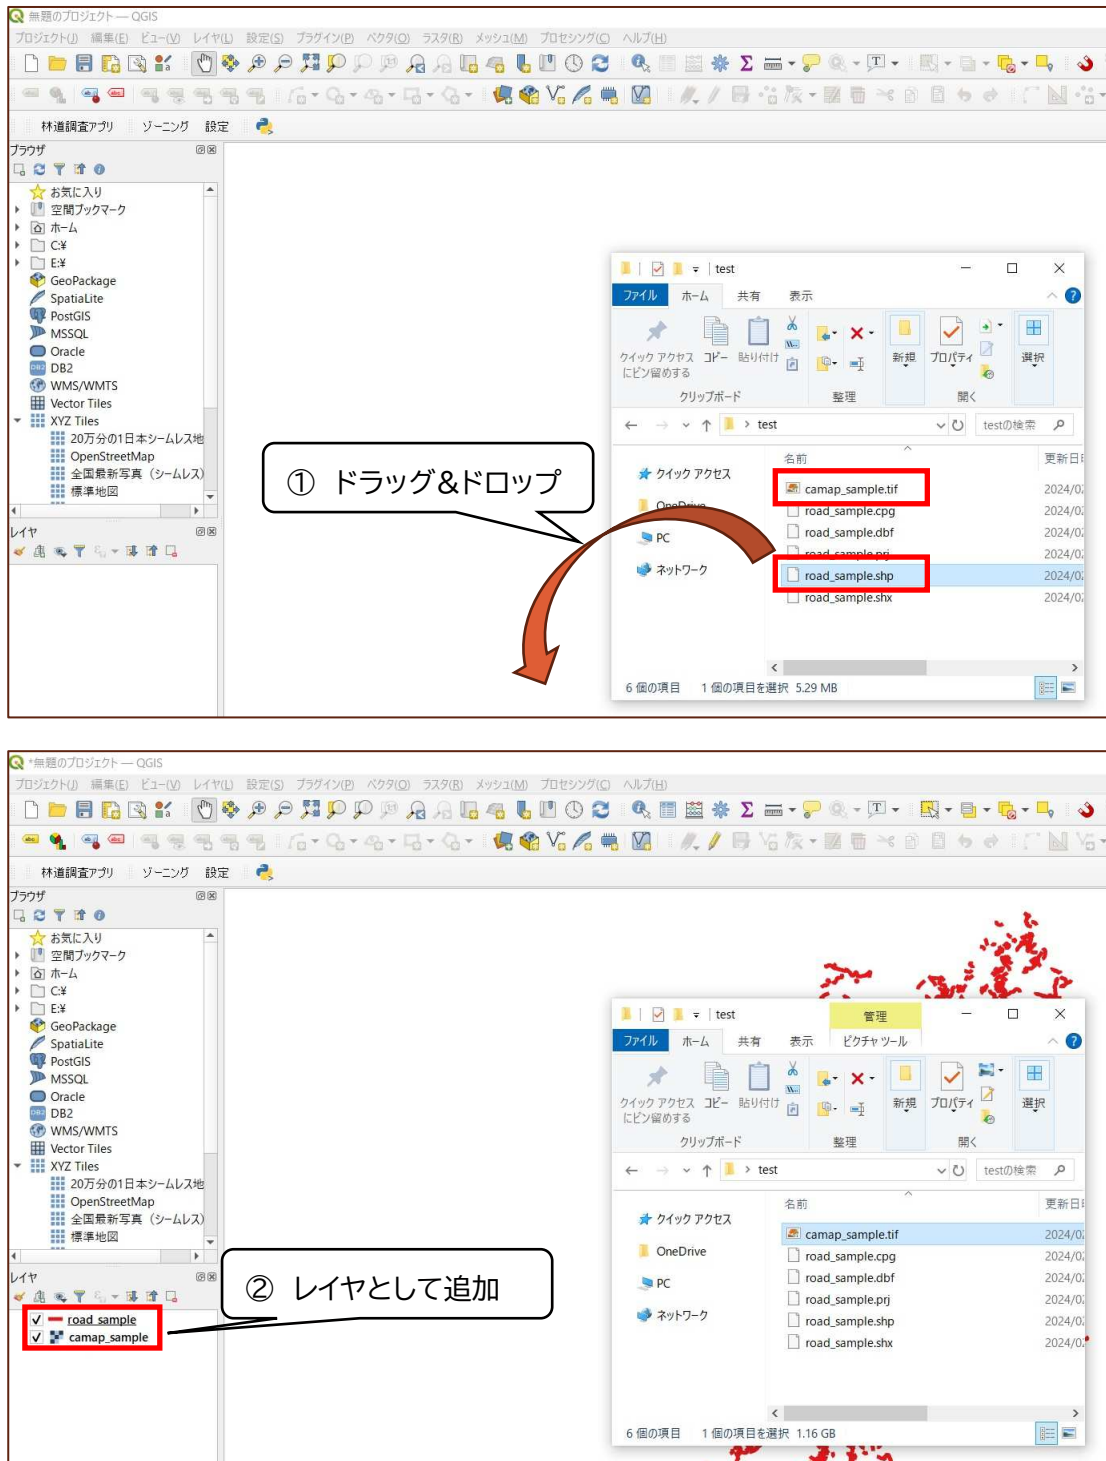 無題のプロジェクト — QGIS
プロジェクト(J) 編集(E) ビュー(V) レイヤ(L) 設定(S) プラグイン(P) ベクタ(O) ラスタ(R) メッシュ(M) プロセシング(C) ヘルプ(H)
林道調査アプリ ゾーニング 設定
ブラウザ
お気に入り
空間ブックマーク
ホーム
C:¥
E:¥
GeoPackage
SpatiaLite
PostGIS
MSSQL
Oracle
DB2
WMS/WMTS
Vector Tiles
XYZ Tiles
20万分の1日本シームレス地
OpenStreetMap
全国最新写真（シームレス）
標準地図
レイヤ
① ドラッグ&ドロップ
test
ファイル ホーム 共有 表示
クイック アクセスにピン留めする
コピー 貼り付け 新規 プロパティ 選択
クリップボード 整理 開く
test testの検索
名前 更新日
クイック アクセス
OneDrive
PC
ネットワーク
camap_sample.tif 2024/02
road_sample.cpg 2024/02
road_sample.dbf 2024/02
road_sample.prj 2024/02
road_sample.shp 2024/02
road_sample.shx 2024/02
6 個の項目 1 個の項目を選択 5.29 MB
*無題のプロジェクト — QGIS
プロジェクト(J) 編集(E) ビュー(V) レイヤ(L) 設定(S) プラグイン(P) ベクタ(O) ラスタ(R) メッシュ(M) プロセシング(C) ヘルプ(H)
林道調査アプリ ゾーニング 設定
ブラウザ
お気に入り
空間ブックマーク
ホーム
C:¥
E:¥
GeoPackage
SpatiaLite
PostGIS
MSSQL
Oracle
DB2
WMS/WMTS
Vector Tiles
XYZ Tiles
20万分の1日本シームレス地
OpenStreetMap
全国最新写真（シームレス）
標準地図
レイヤ
road_sample
camap_sample
② レイヤとして追加
test 管理
ファイル ホーム 共有 表示 ピクチャ ツール
クイック アクセスにピン留めする
コピー 貼り付け 新規 プロパティ 選択
クリップボード 整理 開く
test testの検索
名前 更新日
クイック アクセス
OneDrive
PC
ネットワーク
camap_sample.tif 2024/02
road_sample.cpg 2024/02
road_sample.dbf 2024/02
road_sample.prj 2024/02
road_sample.shp 2024/02
road_sample.shx 2024/02
6 個の項目 1 個の項目を選択 1.16 GB